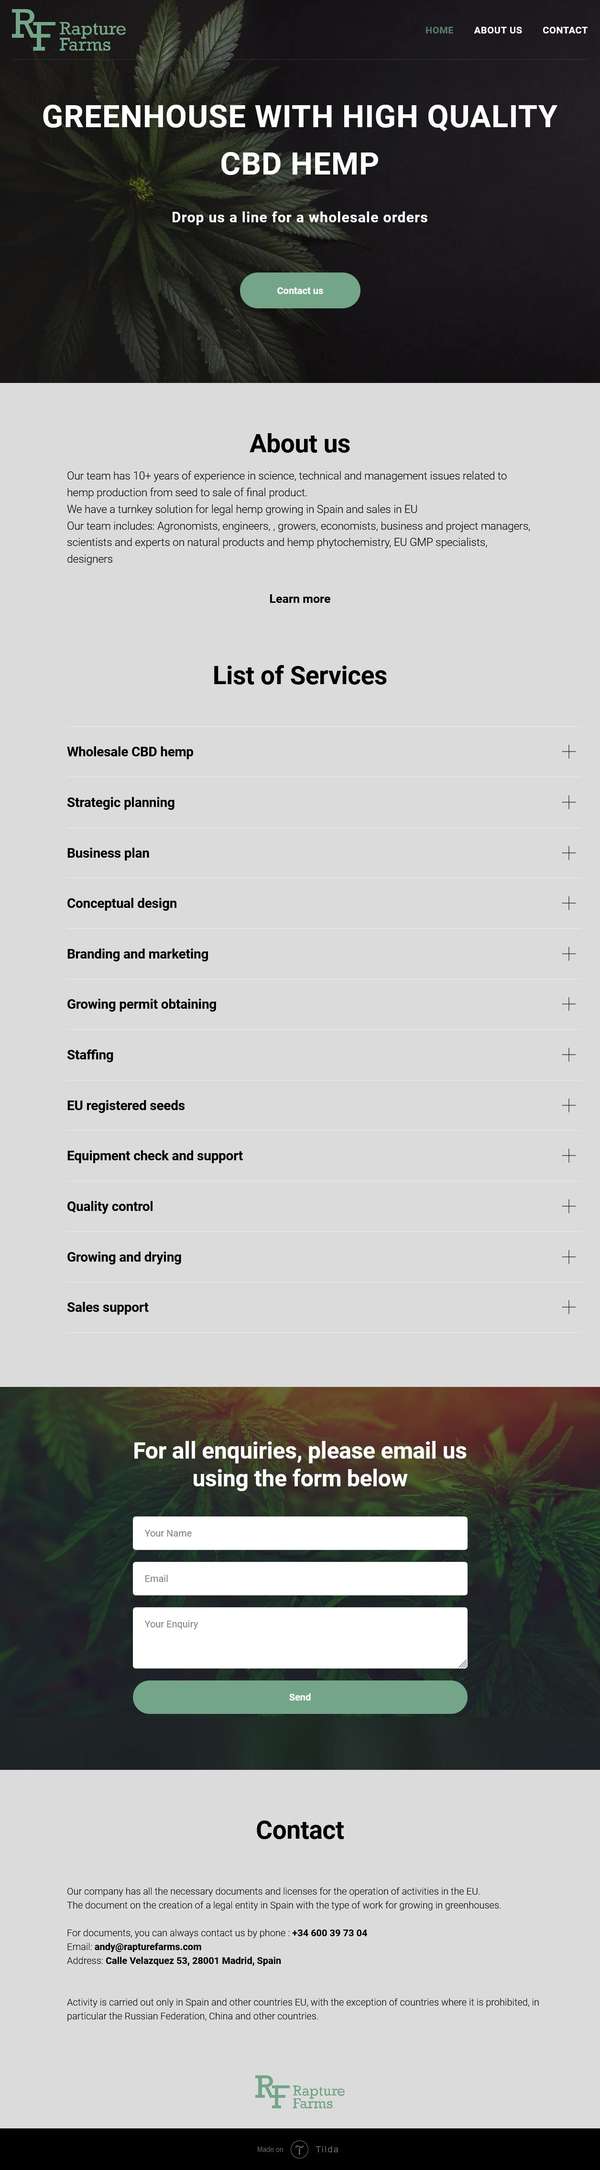 RF Rapture
Farms
HOME ABOUT US CONTACT
GREENHOUSE WITH HIGH QUALITY
CBD HEMP
Drop us a line for a wholesale orders
Contact us
About us
Our team has 10+ years of experience in science, technical and management issues related to
hemp production from seed to sale of final product.
We have a turnkey solution for legal hemp growing in Spain and sales in EU
Our team includes: Agronomists, engineers, , growers, economists, business and project managers,
scientists and experts on natural products and hemp phytochemistry, EU GMP specialists,
designers
Learn more
List of Services
Wholesale CBD hemp
Strategic planning
Business plan
Conceptual design
Branding and marketing
Growing permit obtaining
Staffing
EU registered seeds
Equipment check and support
Quality control
Growing and drying
Sales support
For all enquiries, please email us
using the form below
Your Name
Email
Your Enquiry
Send
Contact
Our company has all the necessary documents and licenses for the operation of activities in the EU.
The document on the creation of a legal entity in Spain with the type of work for growing in greenhouses.
For documents, you can always contact us by phone : +34 600 39 73 04
Email: andy@rapturefarms.com
Address: Calle Velazquez 53, 28001 Madrid, Spain
Activity is carried out only in Spain and other countries EU, with the exception of countries where it is prohibited, in
particular the Russian Federation, China and other countries.
RF Rapture
Farms
Made on Tilda